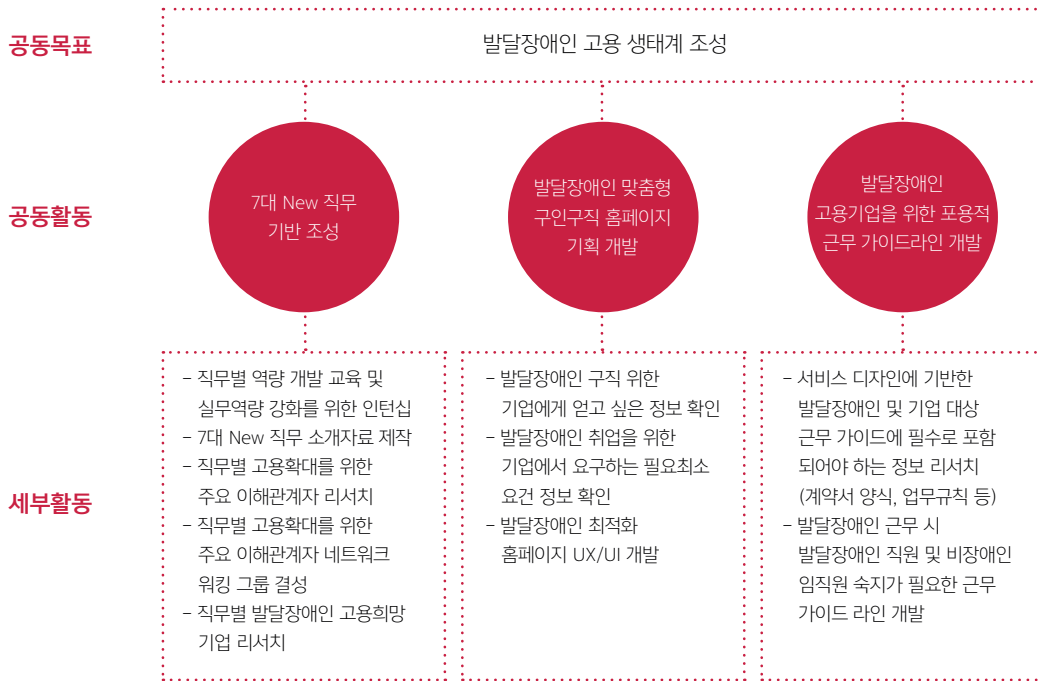 공동목표
발달장애인 고용 생태계 조성
공동활동
7대 New 직무
기반 조성
발달장애인 맞춤형
구인구직 홈페이지
기획 개발
발달장애인
고용기업을 위한 포용적
근무 가이드라인 개발
세부활동
- 직무별 역량 개발 교육 및
실무역량 강화를 위한 인턴십
- 7대 New 직무 소개자료 제작
- 직무별 고용확대를 위한
주요 이해관계자 리서치
- 직무별 고용확대를 위한
주요 이해관계자 네트워크
워킹 그룹 결성
- 직무별 발달장애인 고용희망
기업 리서치
- 발달장애인 구직 위한
기업에게 얻고 싶은 정보 확인
- 발달장애인 취업을 위한
기업에서 요구하는 필요최소
요건 정보 확인
- 발달장애인 최적화
홈페이지 UX/UI 개발
- 서비스 디자인에 기반한
발달장애인 및 기업 대상
근무 가이드에 필수로 포함
되어야 하는 정보 리서치
(계약서 양식, 업무규칙 등)
- 발달장애인 근무 시
발달장애인 직원 및 비장애인
임직원 숙지가 필요한 근무
가이드 라인 개발